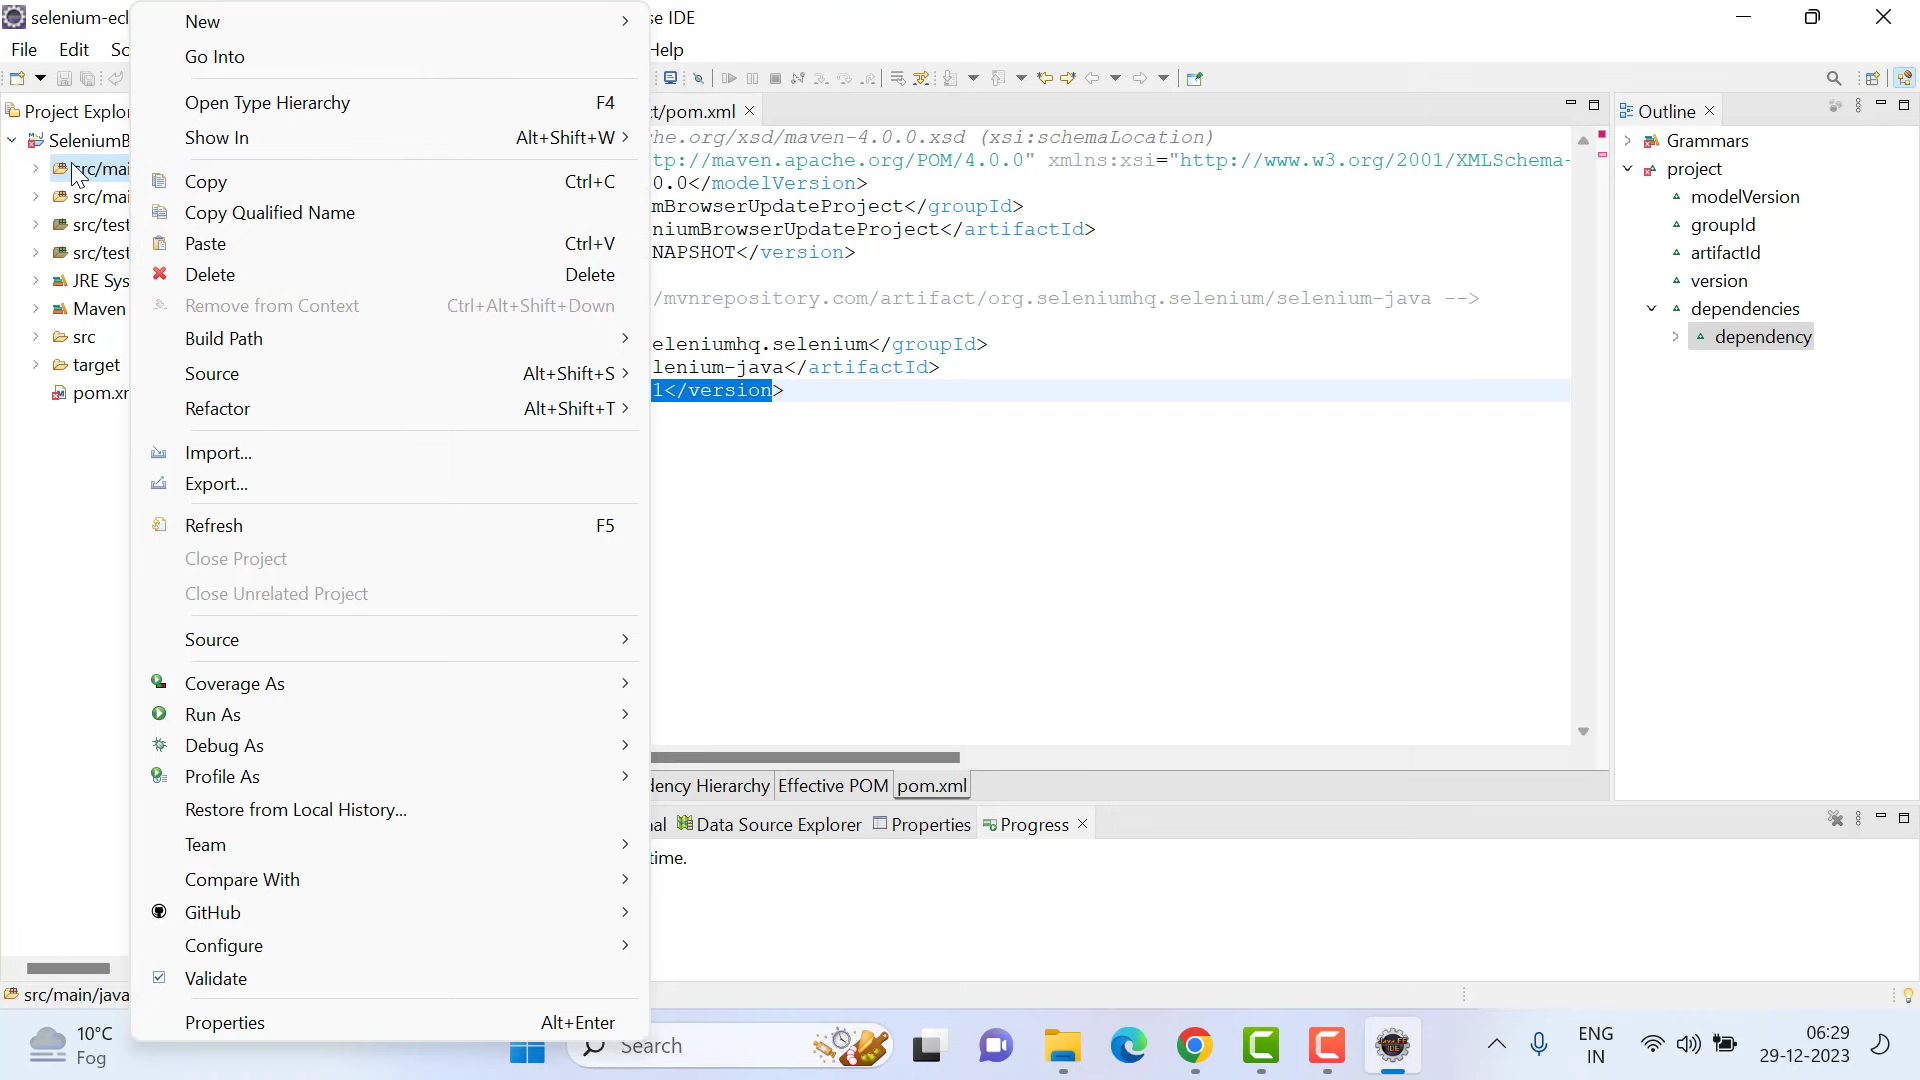 selenium-ecl
se IDE
File Edit So
Help
New
Go Into
Open Type Hierarchy F4
Show In Alt+Shift+W
Copy Ctrl+C
Copy Qualified Name
Paste Ctrl+V
Delete Delete
Remove from Context Ctrl+Alt+Shift+Down
Build Path
Source Alt+Shift+S
Refactor Alt+Shift+T
Import...
Export...
Refresh F5
Close Project
Close Unrelated Project
Source
Coverage As
Run As
Debug As
Profile As
Restore from Local History...
Team
Compare With
GitHub
Configure
Validate
Properties Alt+Enter
Project Explor
SeleniumB
src/mai
src/mai
src/test
src/test
JRE Sys
Maven
src
target
pom.xr
src/main/java
t/pom.xml
he.org/xsd/maven-4.0.0.xsd (xsi:schemaLocation)
tp://maven.apache.org/POM/4.0.0" xmlns:xsi="http://www.w3.org/2001/XMLSchema-
0.0</modelVersion>
mBrowserUpdateProject</groupId>
niumBrowserUpdateProject</artifactId>
NAPSHOT</version>
/mvnrepository.com/artifact/org.seleniumhq.selenium/selenium-java -->
eleniumhq.selenium</groupId>
lenium-java</artifactId>
1</version>
dency Hierarchy Effective POM pom.xml
nal Data Source Explorer Properties Progress
time.
Outline
Grammars
project
modelVersion
groupId
artifactId
version
dependencies
dependency
10°C
Fog
Search
ENG
IN
06:29
29-12-2023